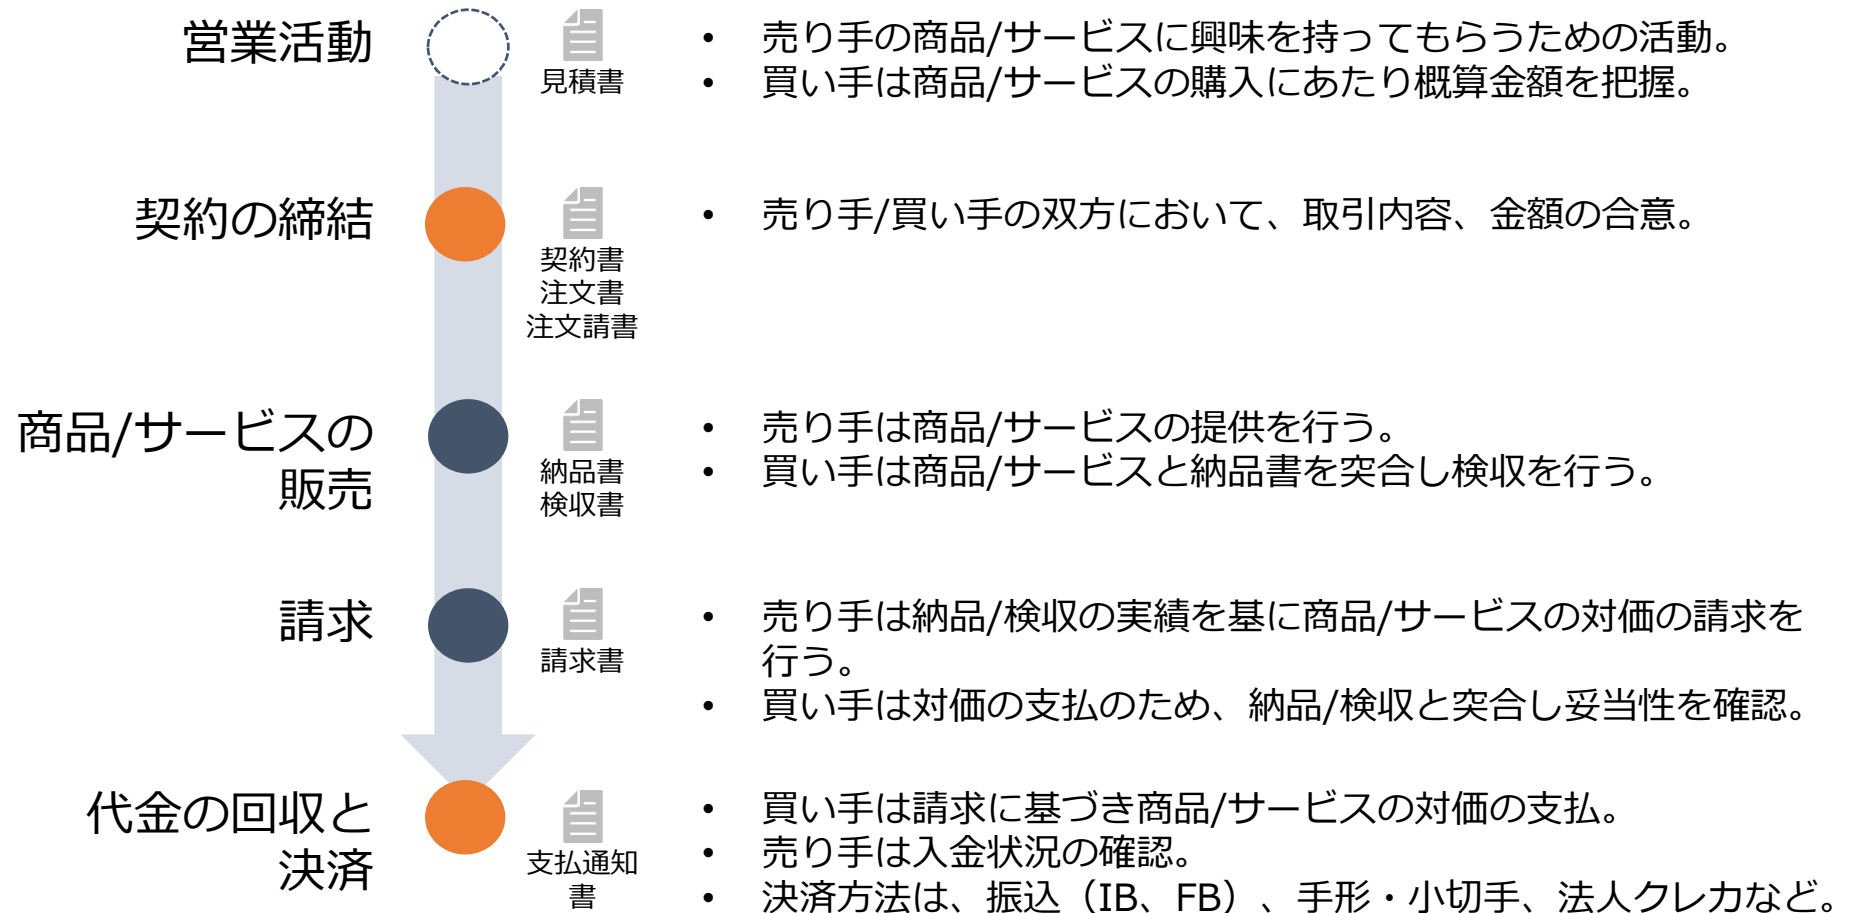 営業活動
見積書
• 売り手の商品/サービスに興味を持ってもらうための活動。
• 買い手は商品/サービスの購入にあたり概算金額を把握。
契約の締結
契約書
注文書
注文請書
• 売り手/買い手の双方において、取引内容、金額の合意。
商品/サービスの
販売
納品書
検収書
• 売り手は商品/サービスの提供を行う。
• 買い手は商品/サービスと納品書を突合し検収を行う。
請求
請求書
• 売り手は納品/検収の実績を基に商品/サービスの対価の請求を
行う。
• 買い手は対価の支払のため、納品/検収と突合し妥当性を確認。
代金の回収と
決済
支払通知
書
• 買い手は請求に基づき商品/サービスの対価の支払。
• 売り手は入金状況の確認。
• 決済方法は、振込（IB、FB）、手形・小切手、法人クレカなど。